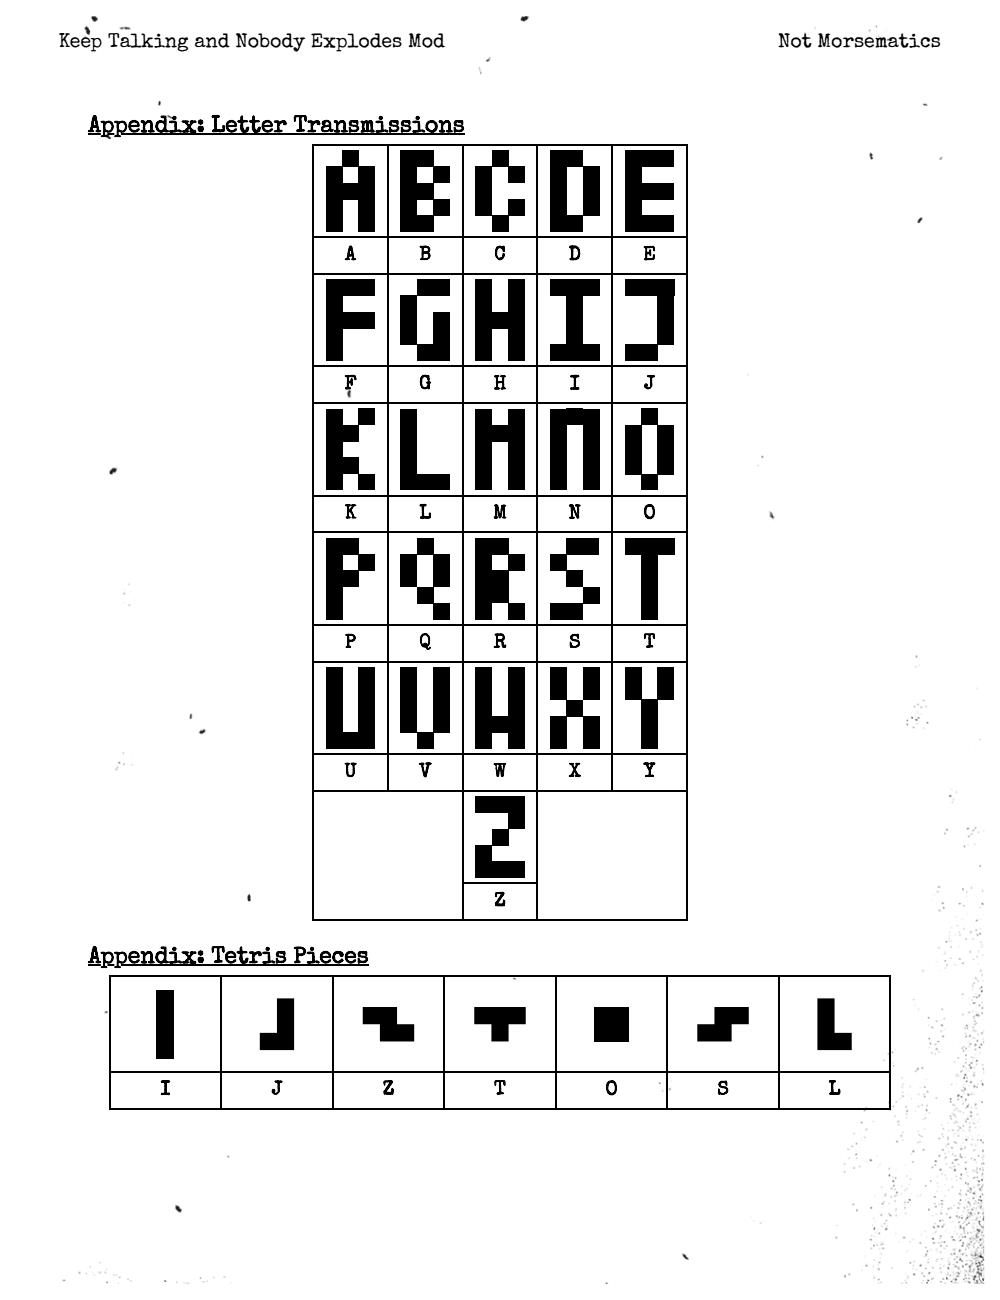 Keep Talking and Nobody Explodes Mod Not Morsematics
Appendix: Letter Transmissions
A B C D E
A B C D E
F G H I J
F G H I J
K L M N O
K L M N O
P Q R S T
P Q R S T
U V W X Y
U V W X Y
Z
Z
Appendix: Tetris Pieces
I J Z T O S L